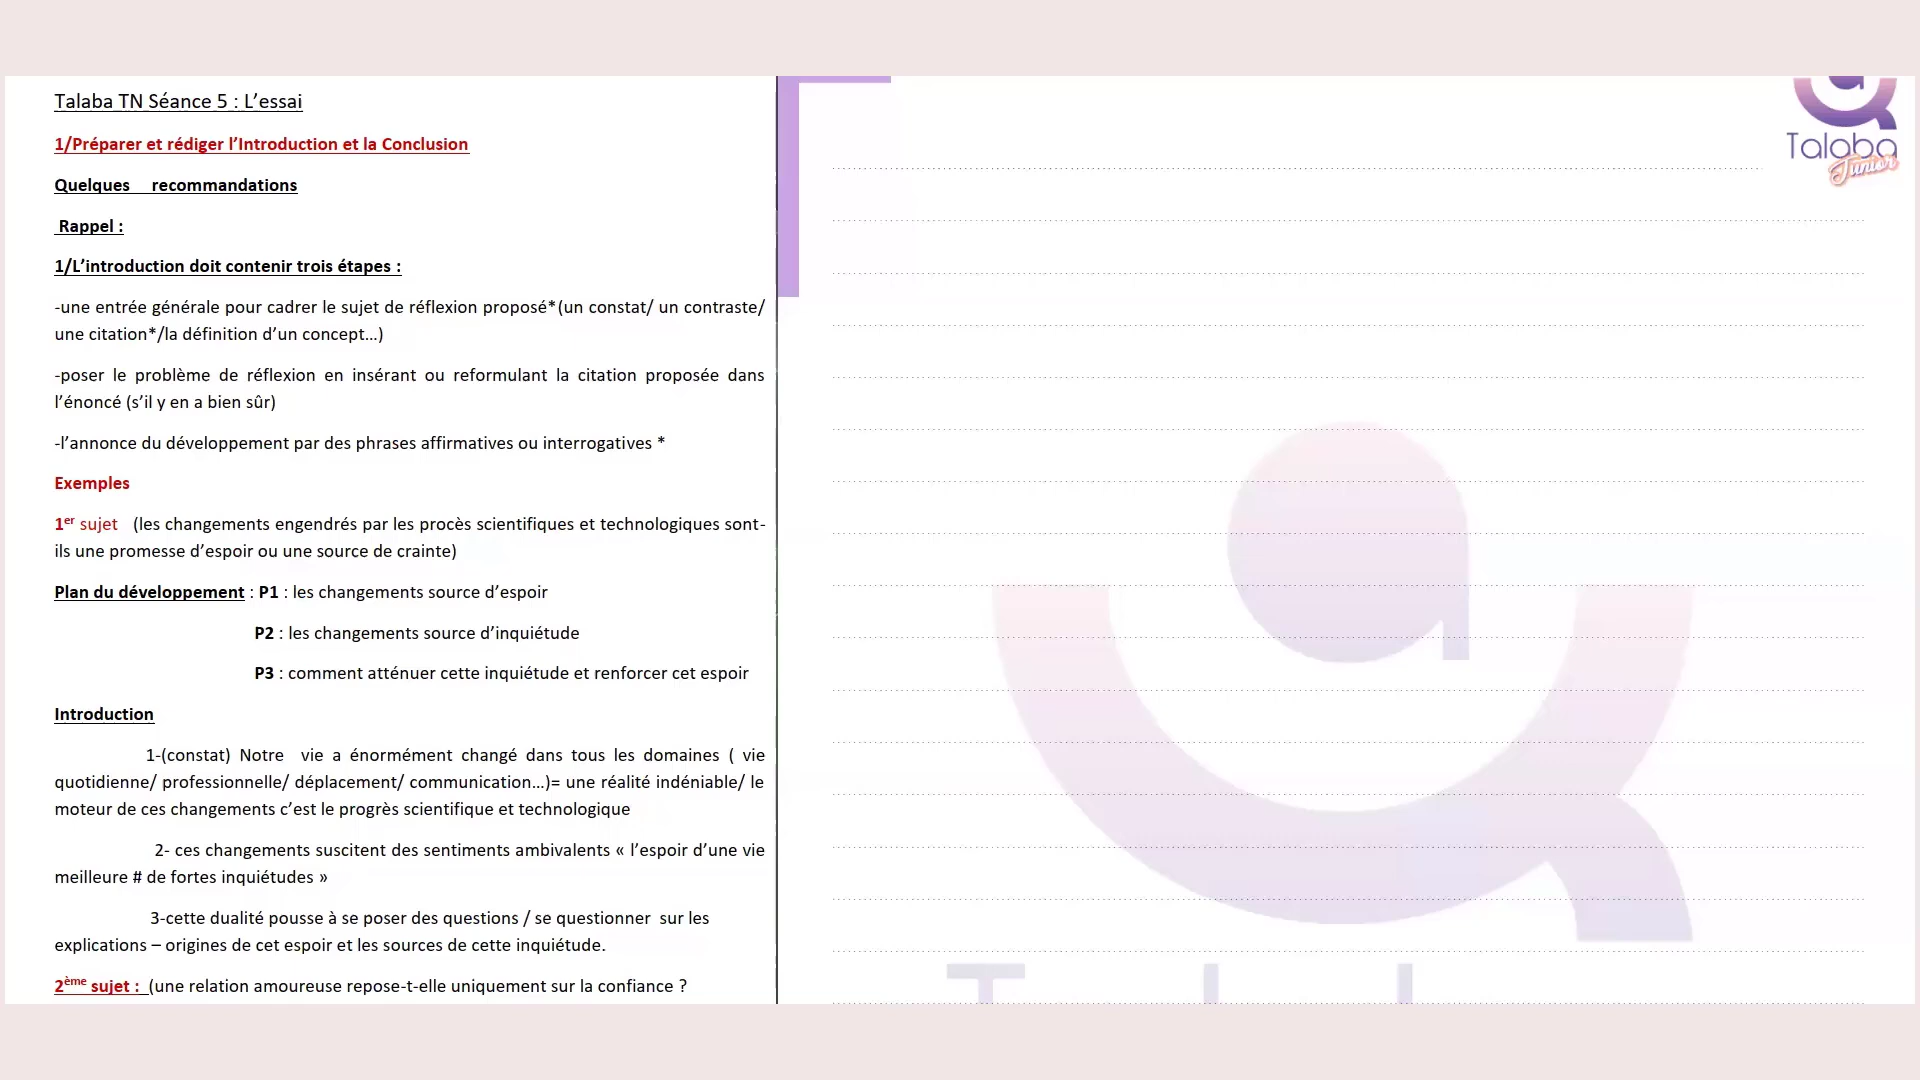 Talaba TN Séance 5 : L’essai
1/Préparer et rédiger l’Introduction et la Conclusion
Quelques recommandations
Rappel :
1/L’introduction doit contenir trois étapes :
-une entrée générale pour cadrer le sujet de réflexion proposé*(un constat/ un contraste/
une citation*/la définition d’un concept…)
-poser le problème de réflexion en insérant ou reformulant la citation proposée dans
l’énoncé (s’il y en a bien sûr)
-l’annonce du développement par des phrases affirmatives ou interrogatives *
Exemples
1er sujet (les changements engendrés par les procès scientifiques et technologiques sont-
ils une promesse d’espoir ou une source de crainte)
Plan du développement : P1 : les changements source d’espoir
P2 : les changements source d’inquiétude
P3 : comment atténuer cette inquiétude et renforcer cet espoir
Introduction
1-(constat) Notre vie a énormément changé dans tous les domaines ( vie
quotidienne/ professionnelle/ déplacement/ communication…)= une réalité indéniable/ le
moteur de ces changements c’est le progrès scientifique et technologique
2- ces changements suscitent des sentiments ambivalents « l’espoir d’une vie
meilleure # de fortes inquiétudes »
3-cette dualité pousse à se poser des questions / se questionner sur les
explications – origines de cet espoir et les sources de cette inquiétude.
2ème sujet : (une relation amoureuse repose-t-elle uniquement sur la confiance ?
Talaba
Junior